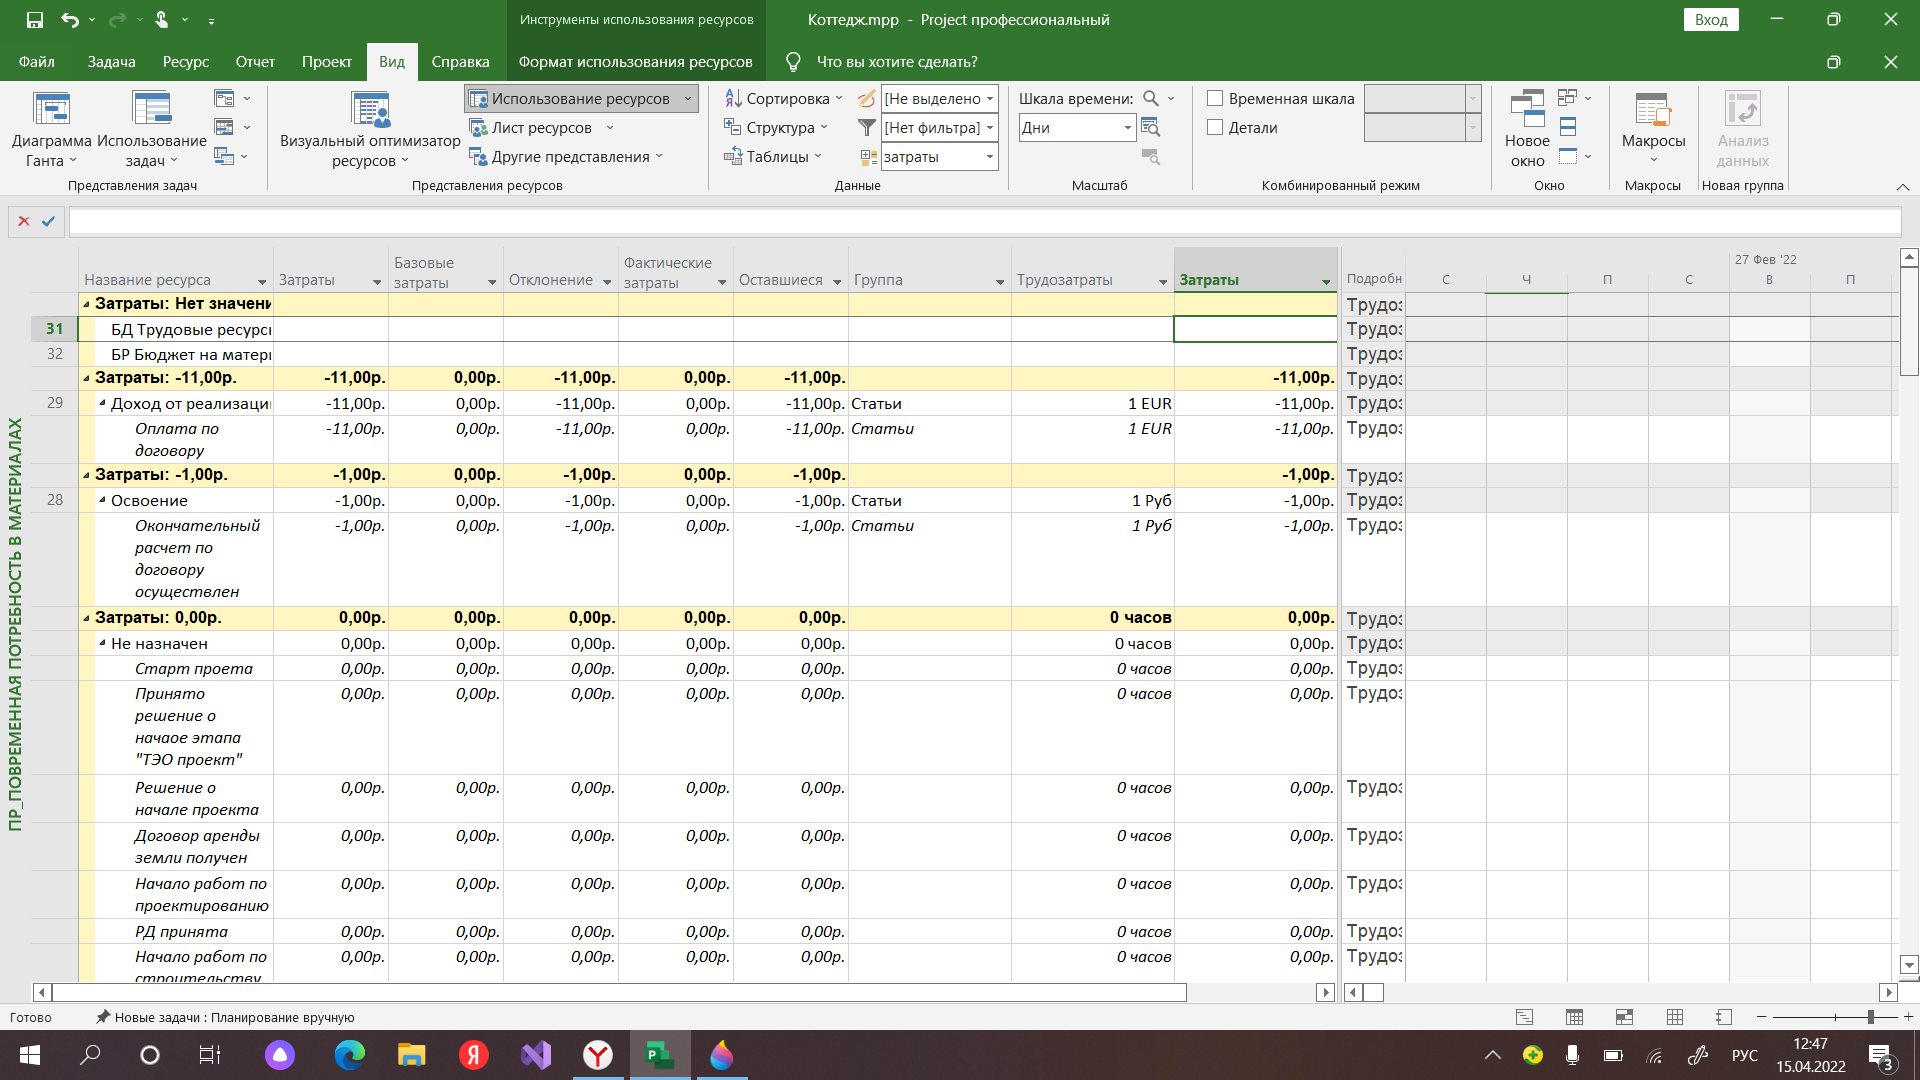 Инструменты использования ресурсов
Коттедж.mpp - Project профессиональный
Вход
Файл
Задача
Ресурс
Отчет
Проект
Вид
Справка
Формат использования ресурсов
Что вы хотите сделать?
Диаграмма Ганта
Использование задач
Представления задач
Визуальный оптимизатор ресурсов
Использование ресурсов
Лист ресурсов
Другие представления
Представления ресурсов
Сортировка
Структура
Таблицы
[Не выделено
[Нет фильтра]
затраты
Данные
Шкала времени:
Дни
Масштаб
Временная шкала
Детали
Комбинированный режим
Новое окно
Окно
Макросы
Макросы
Анализ данных
Новая группа
ПР_ПОВРЕМЕННАЯ ПОТРЕБНОСТЬ В МАТЕРИАЛАХ
Название ресурса Затраты Базовые затраты Отклонение Фактические затраты Оставшиеся Группа Трудозатраты Затраты Подробн
27 Фев '22
С Ч П С В П
Затраты: Нет значени Трудоз
31 БД Трудовые ресурс Трудоз
32 БР Бюджет на матери Трудоз
Затраты: -11,00р. -11,00р. 0,00р. -11,00р. 0,00р. -11,00р. -11,00р. Трудоз
29 Доход от реализаци -11,00р. 0,00р. -11,00р. 0,00р. -11,00р. Статьи 1 EUR -11,00р. Трудоз
Оплата по -11,00р. 0,00р. -11,00р. 0,00р. -11,00р. Статьи 1 EUR -11,00р. Трудоз
договору
Затраты: -1,00р. -1,00р. 0,00р. -1,00р. 0,00р. -1,00р. -1,00р. Трудоз
28 Освоение -1,00р. 0,00р. -1,00р. 0,00р. -1,00р. Статьи 1 Руб -1,00р. Трудоз
Окончательный -1,00р. 0,00р. -1,00р. 0,00р. -1,00р. Статьи 1 Руб -1,00р. Трудоз
расчет по
договору
осуществлен
Затраты: 0,00р. 0,00р. 0,00р. 0,00р. 0,00р. 0,00р. 0 часов 0,00р. Трудоз
Не назначен 0,00р. 0,00р. 0,00р. 0,00р. 0,00р. 0 часов 0,00р. Трудоз
Старт проета 0,00р. 0,00р. 0,00р. 0,00р. 0,00р. 0 часов 0,00р. Трудоз
Принято 0,00р. 0,00р. 0,00р. 0,00р. 0,00р. 0 часов 0,00р. Трудоз
решение о
начаое этапа
"ТЭО проект"
Решение о 0,00р. 0,00р. 0,00р. 0,00р. 0,00р. 0 часов 0,00р. Трудоз
начале проекта
Договор аренды 0,00р. 0,00р. 0,00р. 0,00р. 0,00р. 0 часов 0,00р. Трудоз
земли получен
Начало работ по 0,00р. 0,00р. 0,00р. 0,00р. 0,00р. 0 часов 0,00р. Трудоз
проектированию
РД принята 0,00р. 0,00р. 0,00р. 0,00р. 0,00р. 0 часов 0,00р. Трудоз
Начало работ по 0,00р. 0,00р. 0,00р. 0,00р. 0,00р. 0 часов 0,00р. Трудоз
строительству
Готово
Новые задачи : Планирование вручную
РУС
12:47
15.04.2022
3